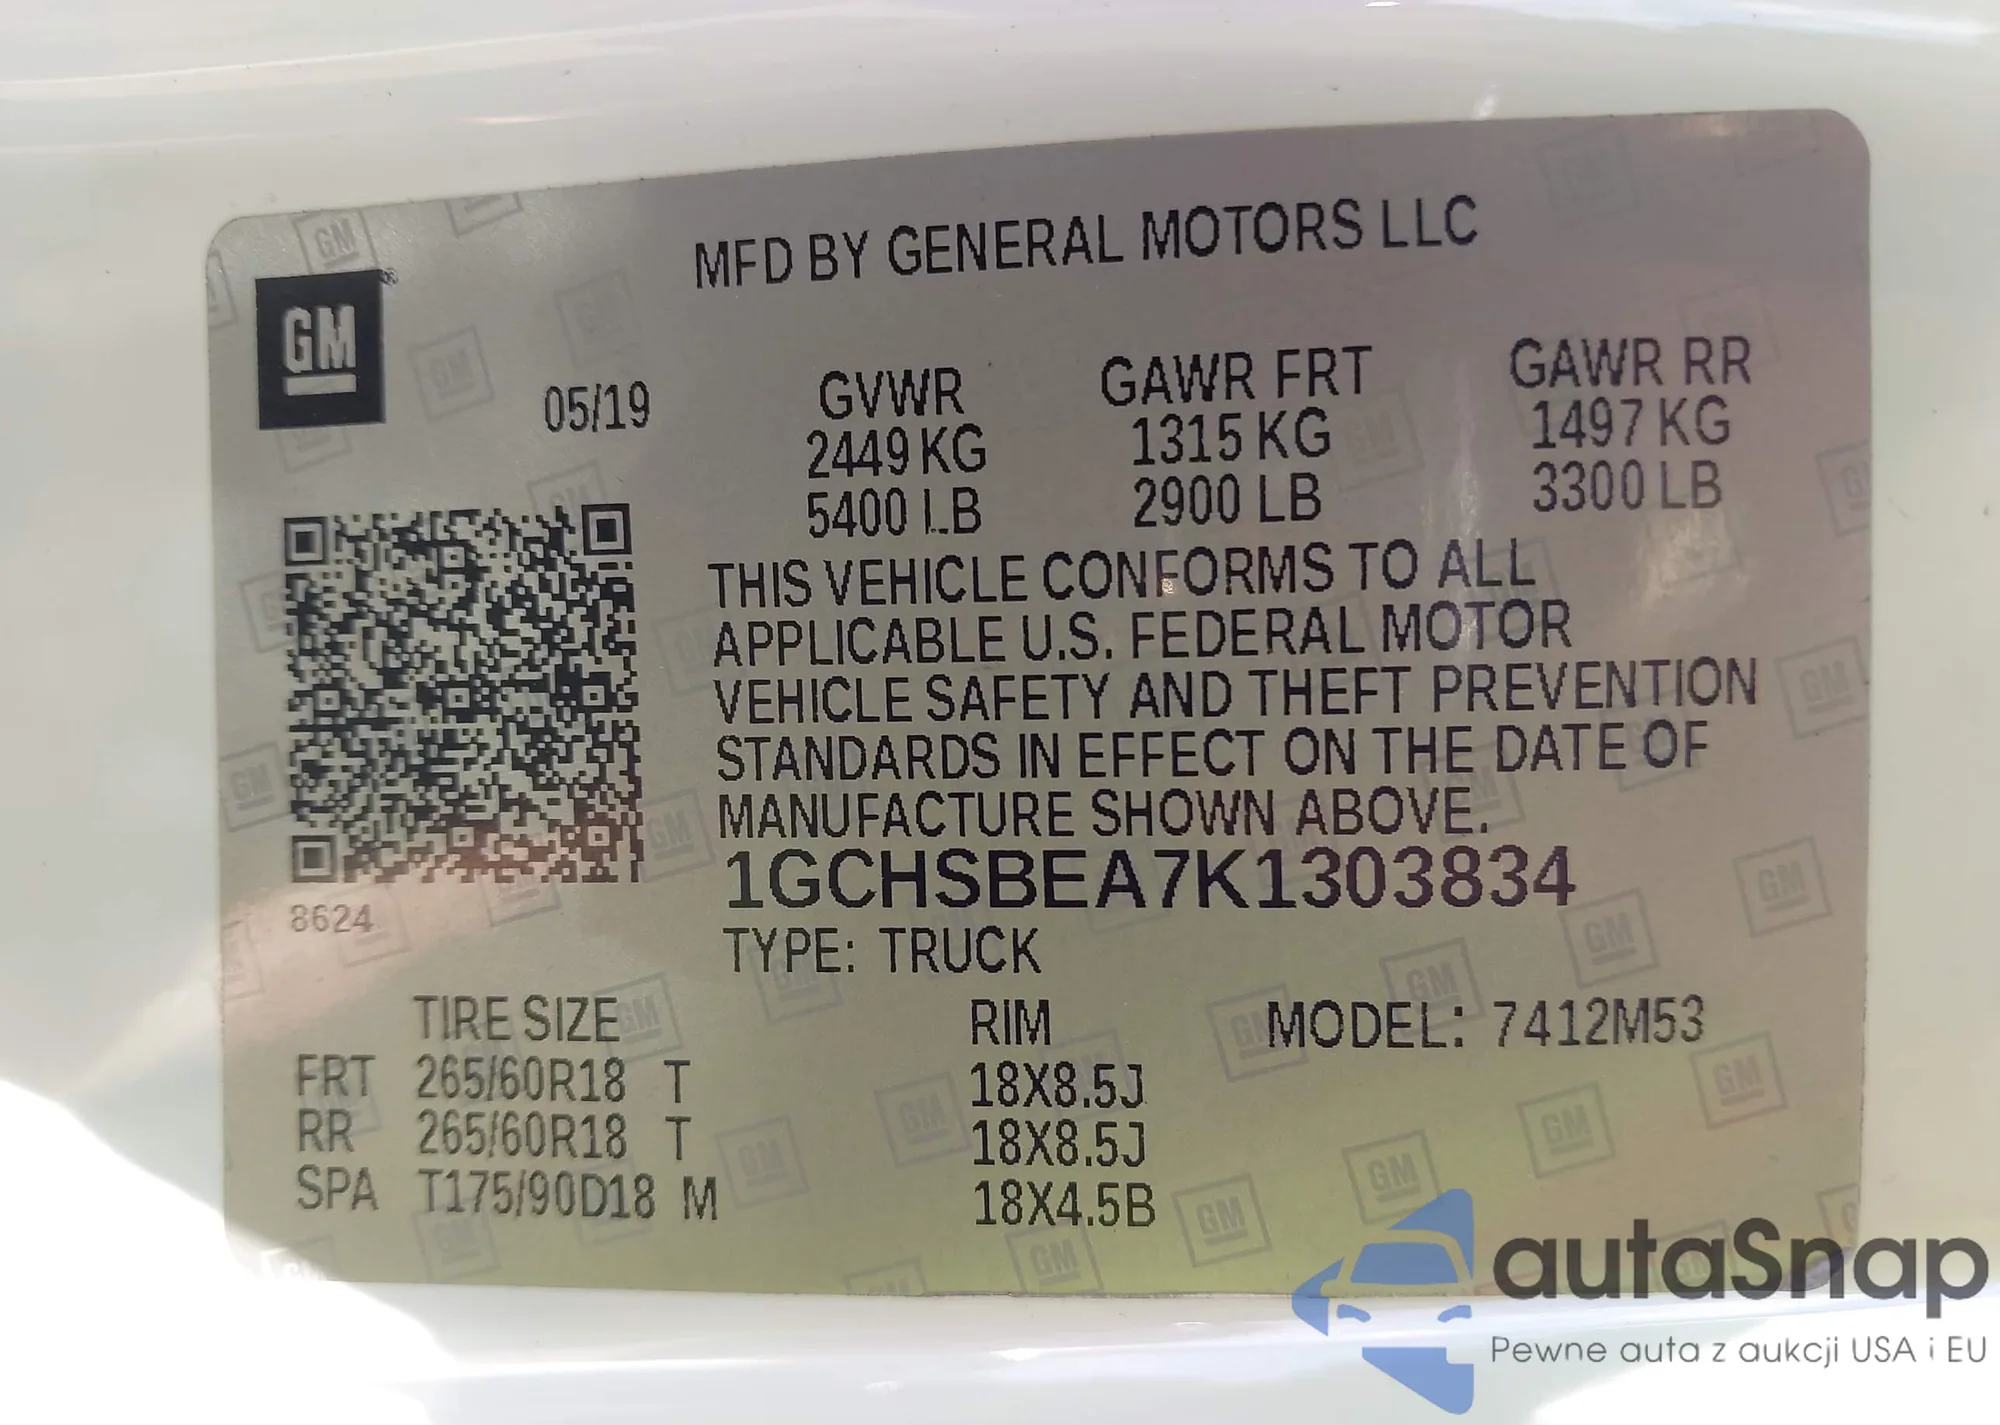 MFD BY GENERAL MOTORS LLC
GM
05/19
GVWR GAWR FRT GAWR RR
2449 KG 1315 KG 1497 KG
5400 LB 2900 LB 3300 LB
THIS VEHICLE CONFORMS TO ALL
APPLICABLE U.S. FEDERAL MOTOR
VEHICLE SAFETY AND THEFT PREVENTION
STANDARDS IN EFFECT ON THE DATE OF
MANUFACTURE SHOWN ABOVE.
1GCHSBEA7K1303834
8624
TYPE: TRUCK
TIRE SIZE RIM MODEL: 7412M53
FRT 265/60R18 T 18X8.5J
RR 265/60R18 T 18X8.5J
SPA T175/90D18 M 18X4.5B
autaSnap
Pewne auta z aukcji USA i EU